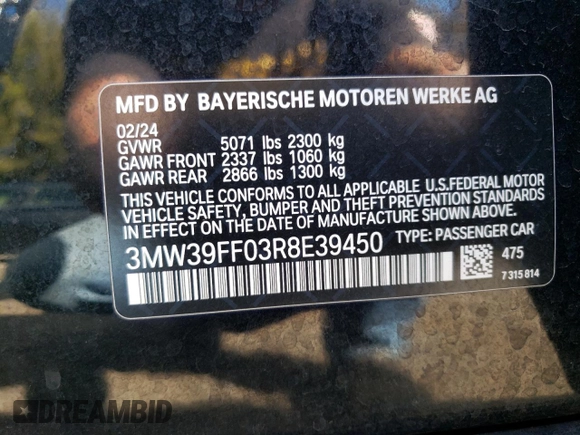 MFD BY BAYERISCHE MOTOREN WERKE AG
02/24
GVWR 5071 lbs 2300 kg
GAWR FRONT 2337 lbs 1060 kg
GAWR REAR 2866 lbs 1300 kg
THIS VEHICLE CONFORMS TO ALL APPLICABLE U.S.FEDERAL MOTOR
VEHICLE SAFETY, BUMPER AND THEFT PREVENTION STANDARDS
IN EFFECT ON THE DATE OF MANUFACTURE SHOWN ABOVE.
3MW39FF03R8E39450 TYPE: PASSENGER CAR
475
7 315 814
DREAMBID